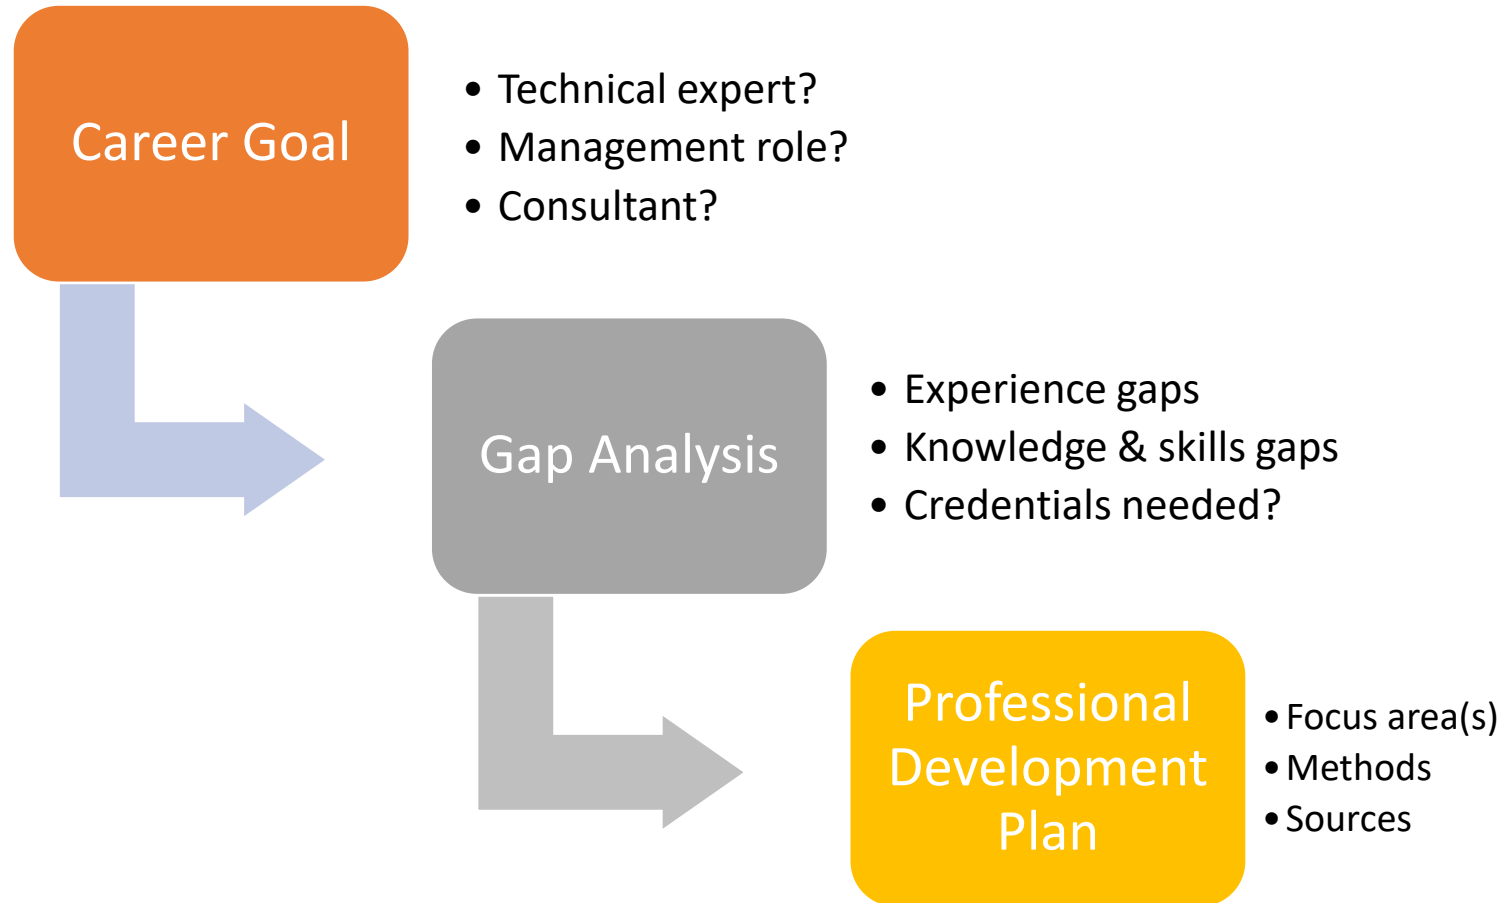 Career Goal
• Technical expert?
• Management role?
• Consultant?
Gap Analysis
• Experience gaps
• Knowledge & skills gaps
• Credentials needed?
Professional
Development
Plan
• Focus area(s)
• Methods
• Sources